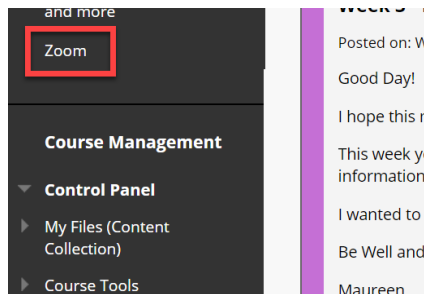 and more
Zoom
Course Management
Control Panel
My Files (Content
Collection)
Course Tools
Week
Posted on:
Good Day!
I hope this
This week
information
I wanted to
Be Well and
Maureen